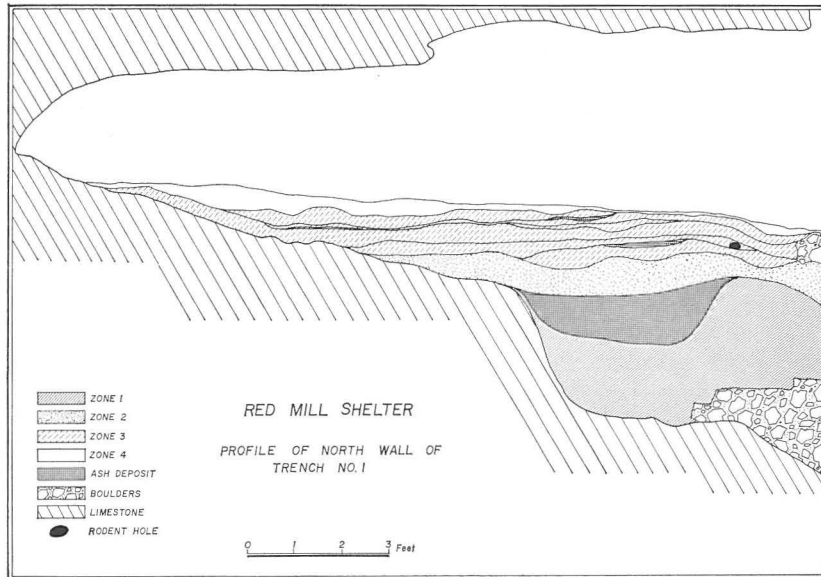 ZONE 1
ZONE 2
ZONE 3
ZONE 4
ASH DEPOSIT
BOULDERS
LIMESTONE
RODENT HOLE
RED MILL SHELTER
PROFILE OF NORTH WALL OF
TRENCH NO. 1
0 1 2 3 Feet